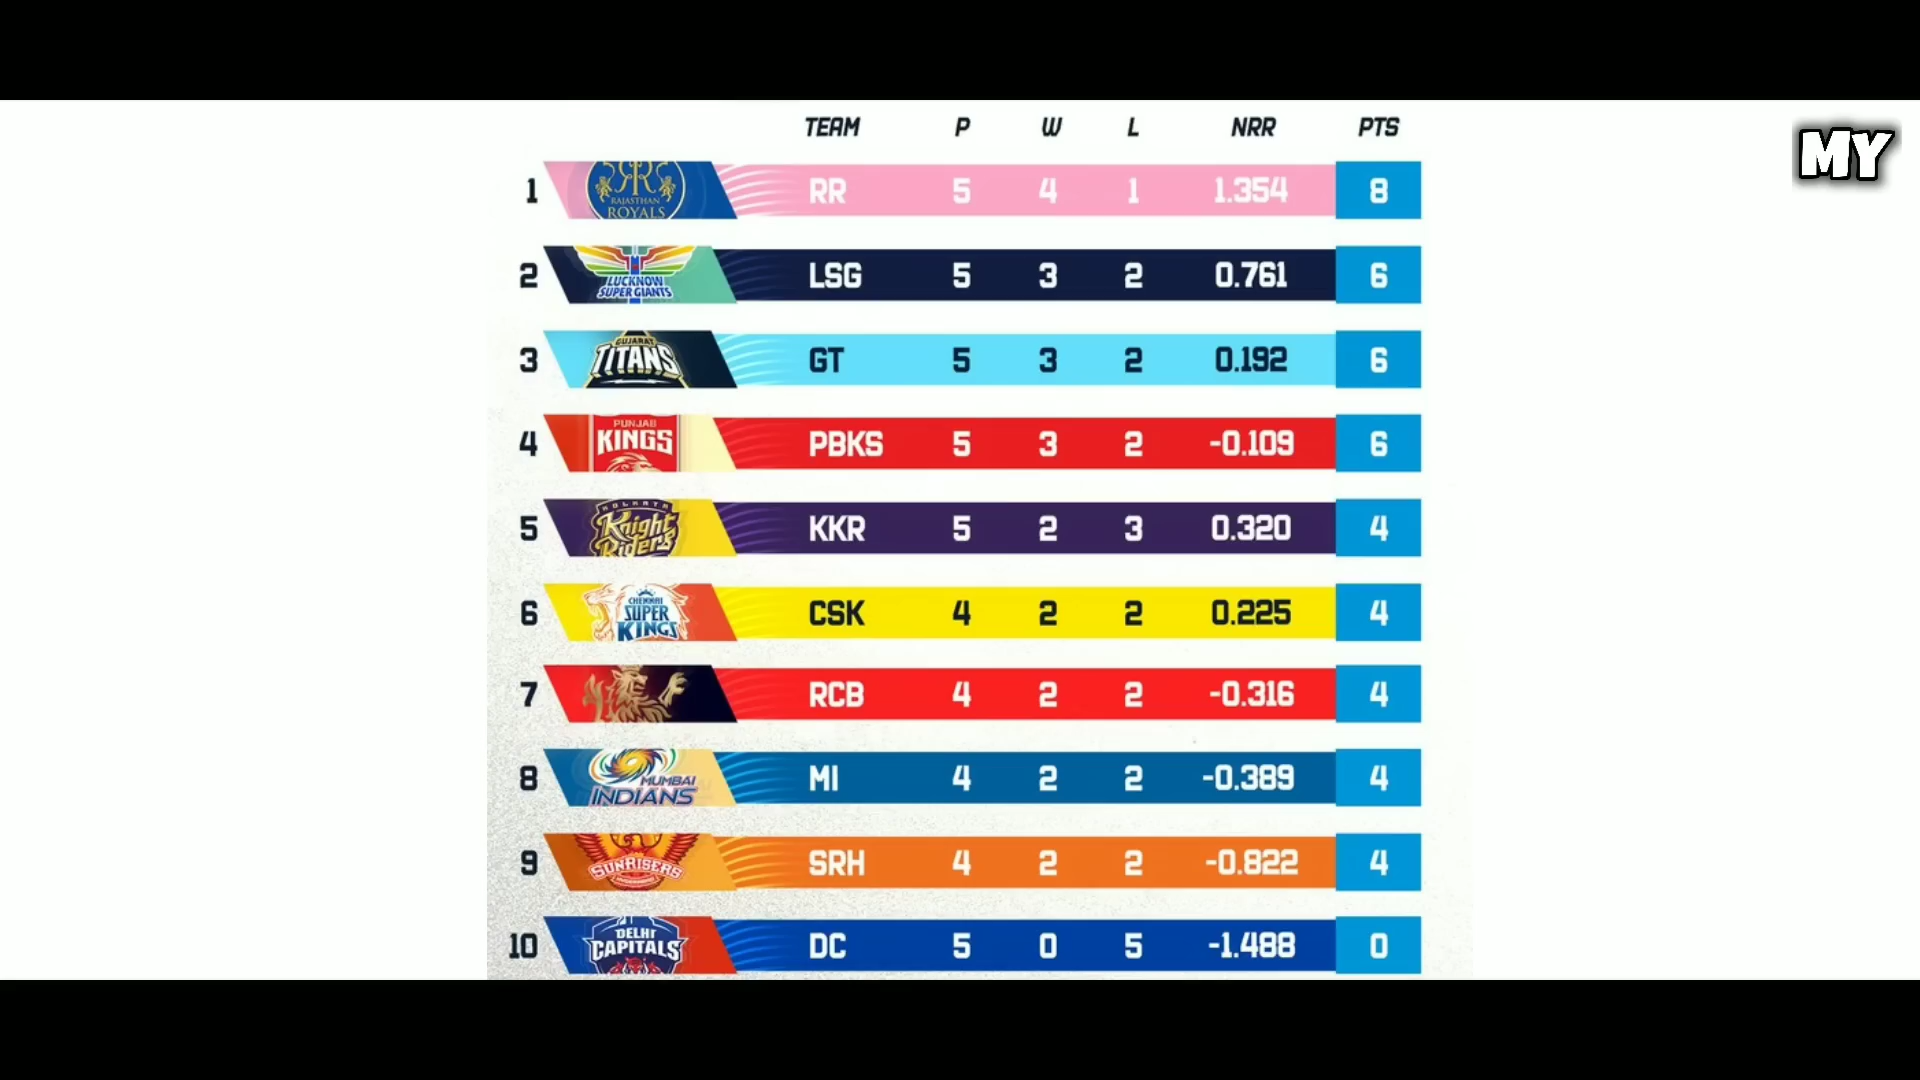 TEAM P W L NRR PTS
MY
1 RAJASTHAN ROYALS RR 5 4 1 1.354 8
2 LUCKNOW SUPER GIANTS LSG 5 3 2 0.761 6
3 GUJARAT TITANS GT 5 3 2 0.192 6
4 PUNJAB KINGS PBKS 5 3 2 -0.109 6
5 KOLKATA Knight Riders KKR 5 2 3 0.320 4
6 CHENNAI SUPER KINGS CSK 4 2 2 0.225 4
7 RCB 4 2 2 -0.316 4
8 MUMBAI INDIANS MI 4 2 2 -0.389 4
9 SUNRISERS SRH 4 2 2 -0.822 4
10 DELHI CAPITALS DC 5 0 5 -1.488 0